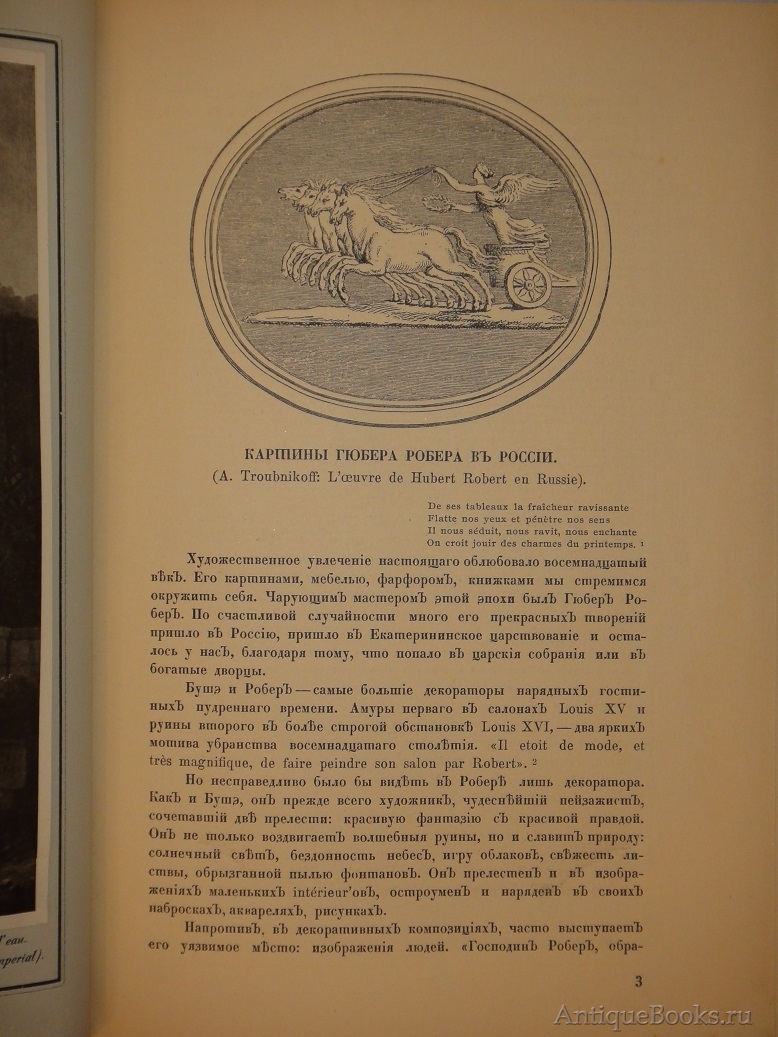 КАРТИНЫ ГЮБЕРА РОБЕРА ВЪ РОССІИ.
(A. Troubnikoff: L'œuvre de Hubert Robert en Russie).
De ses tableaux la fraîcheur ravissante
Flatte nos yeux et pénètre nos sens
Il nous séduit, nous ravit, nous enchante
On croit jouir des charmes du printemps. ¹
Художественное увлеченіе настоящаго облюбовало восемнадцатый
вѣкъ. Его картинами, мебелью, фарфоромъ, книжками мы стремимся
окружить себя. Чарующимъ мастеромъ этой эпохи былъ Гюберъ Ро-
беръ. По счастливой случайности много его прекрасныхъ твореній
пришло въ Россію, пришло въ Екатерининское царствованіе и оста-
лось у насъ, благодаря тому, что попало въ царскія собранія или въ
богатые дворцы.
Бушэ и Роберъ — самые большіе декораторы нарядныхъ гости-
ныхъ пудреннаго времени. Амуры перваго въ салонахъ Louis XV и
руины второго въ болѣе строгой обстановкѣ Louis XVI, — два яркихъ
мотива убранства восемнадцатаго столѣтія. «Il etoit de mode, et
très magnifique, de faire peindre son salon par Robert». ²
Но несправедливо было бы видѣть въ Роберѣ лишь декоратора.
Какъ и Бушэ, онъ прежде всего художникъ, чудеснѣйшій пейзажистъ,
сочетавшій двѣ прелести: красивую фантазію съ красивой правдой.
Онъ не только воздвигаетъ волшебныя руины, но и славитъ природу:
солнечный свѣтъ, бездонность небесъ, игру облаковъ, свѣжесть ли-
ствы, обрызганной пылью фонтановъ. Онъ прелестенъ и въ изобра-
женіяхъ маленькихъ intérieur'овъ, остроуменъ и наряденъ въ своихъ
наброскахъ, аквареляхъ, рисункахъ.
Напротивъ, въ декоративныхъ композиціяхъ, часто выступаетъ
его уязвимое мѣсто: изображенія людей. «Господинъ Роберъ, обра-
3
l'eau.
mperial).
AntiqueBooks.ru